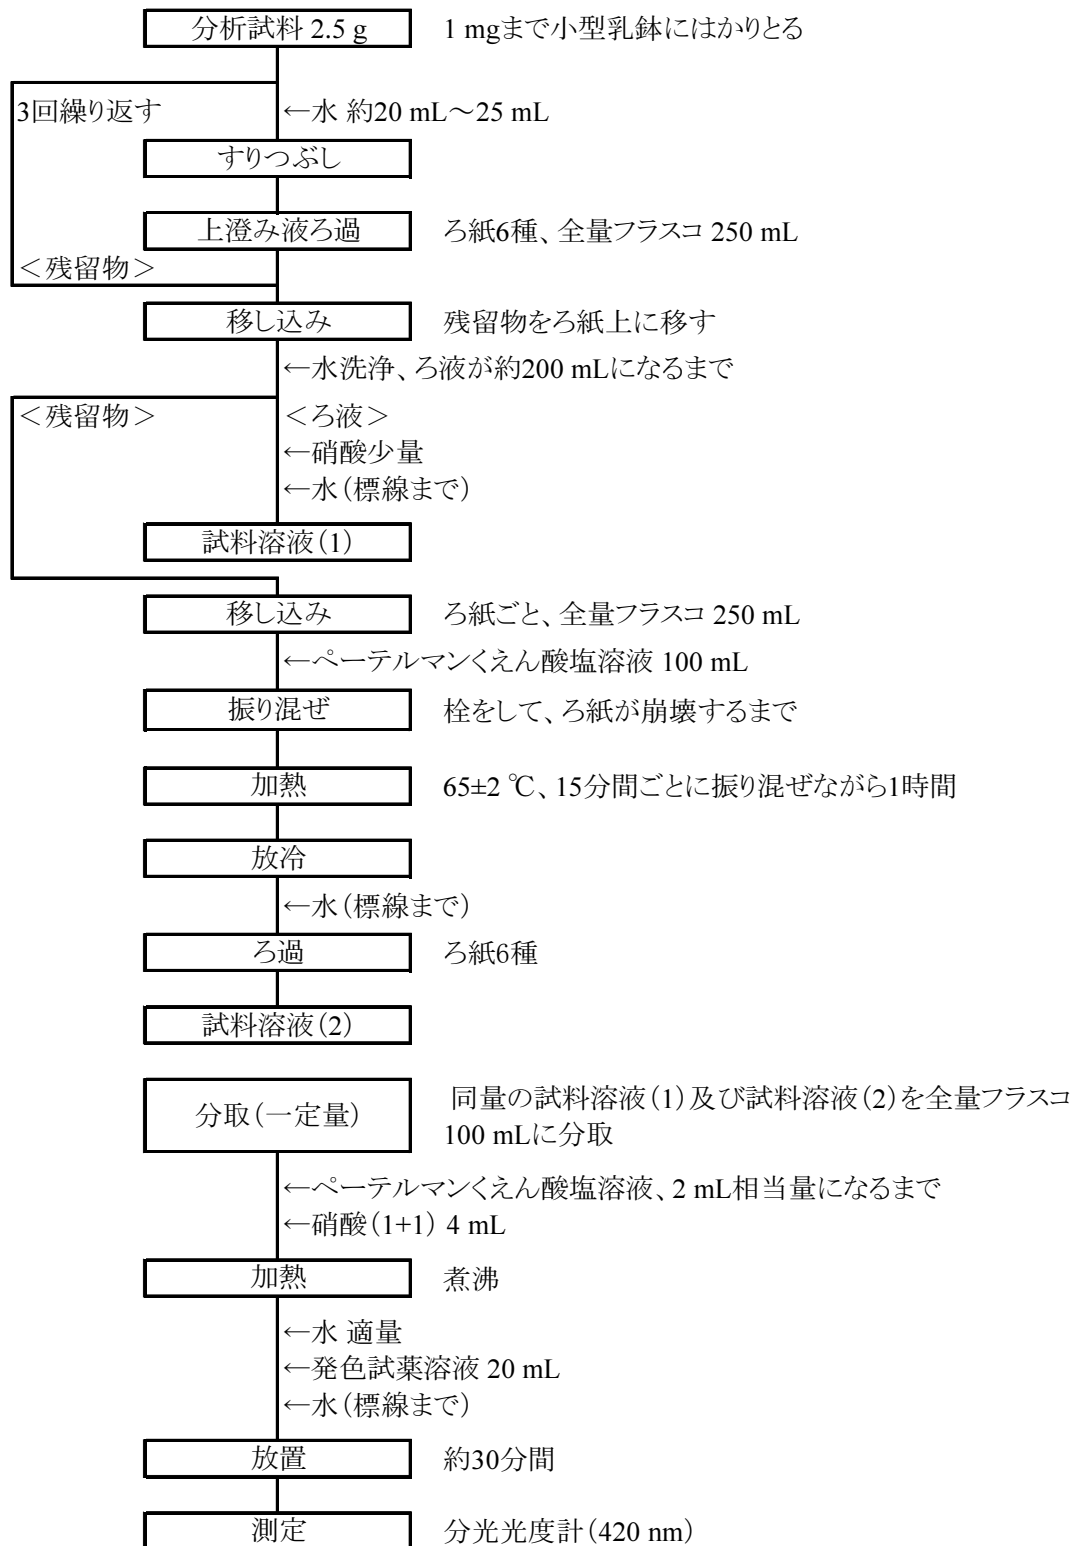 分析試料 2.5 g 1 mgまで小型乳鉢にはかりとる
3回繰り返す ←水 約20 mL～25 mL
すりつぶし
上澄み液ろ過 ろ紙6種、全量フラスコ 250 mL
＜残留物＞
移し込み 残留物をろ紙上に移す
←水洗浄、ろ液が約200 mLになるまで
＜残留物＞ ＜ろ液＞
←硝酸少量
←水（標線まで）
試料溶液（1）
移し込み ろ紙ごと、全量フラスコ 250 mL
←ペーテルマンくえん酸塩溶液 100 mL
振り混ぜ 栓をして、ろ紙が崩壊するまで
加熱 65±2 ℃、15分間ごとに振り混ぜながら1時間
放冷
←水（標線まで）
ろ過 ろ紙6種
試料溶液（2）
分取（一定量） 同量の試料溶液（1）及び試料溶液（2）を全量フラスコ
100 mLに分取
←ペーテルマンくえん酸塩溶液、2 mL相当量になるまで
←硝酸（1+1） 4 mL
加熱 煮沸
←水 適量
←発色試薬溶液 20 mL
←水（標線まで）
放置 約30分間
測定 分光光度計（420 nm）